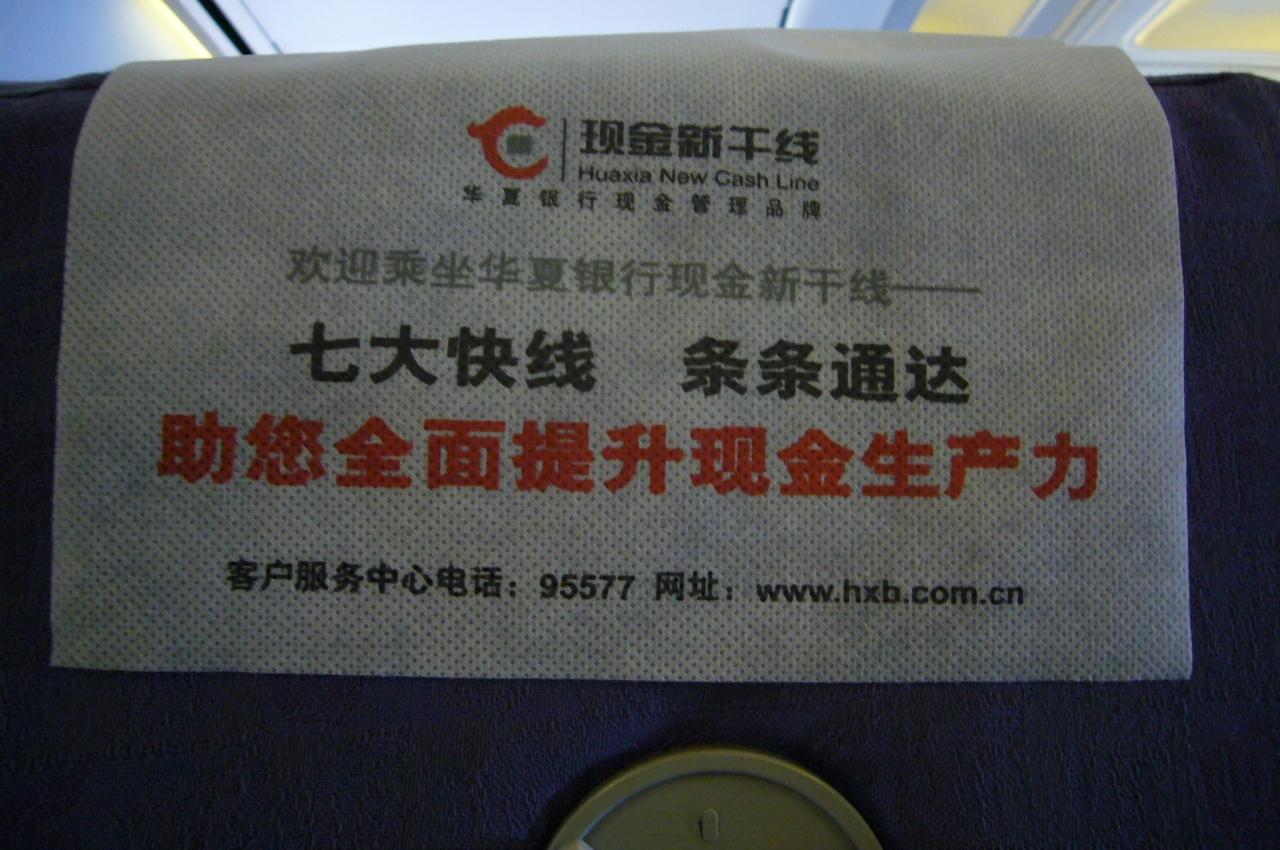 现金新干线
Huaxia New Cash Line
华夏银行现金管理品牌
欢迎乘坐华夏银行现金新干线——
七大快线 条条通达
助您全面提升现金生产力
客户服务中心电话：95577 网址：www.hxb.com.cn